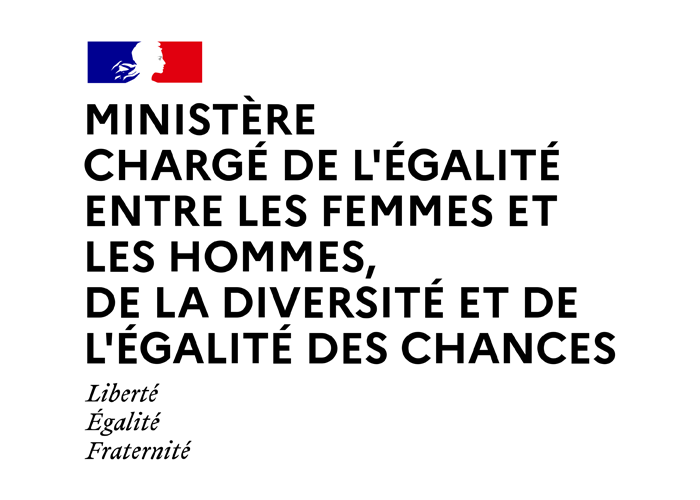 MINISTÈRE
CHARGÉ DE L'ÉGALITÉ
ENTRE LES FEMMES ET
LES HOMMES,
DE LA DIVERSITÉ ET DE
L'ÉGALITÉ DES CHANCES
Liberté
Égalité
Fraternité